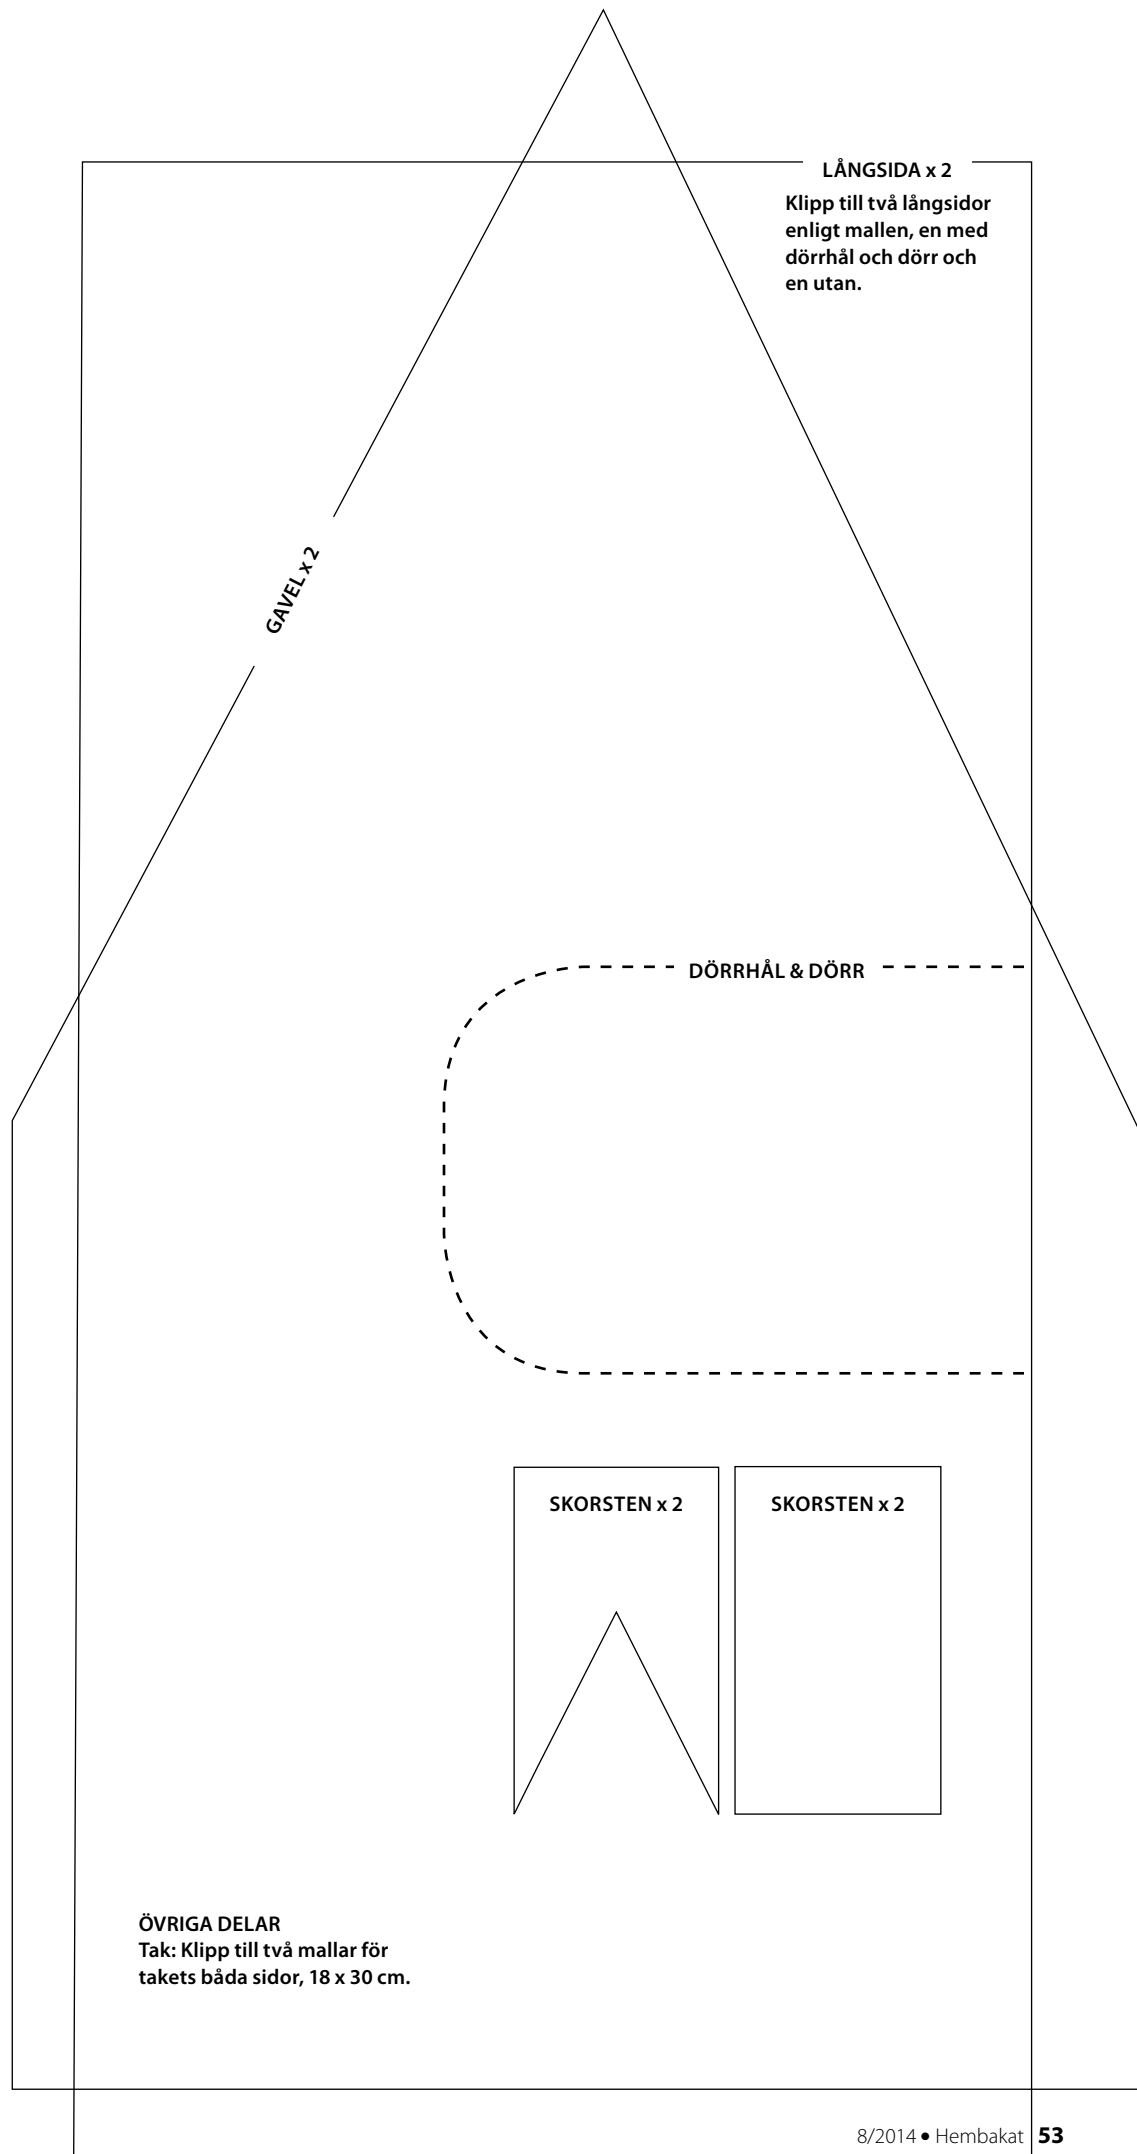 LÅNGSIDA x 2
Klipp till två långsidor
enligt mallen, en med
dörrhål och dörr och
en utan.
GAVEL x 2
DÖRRHÅL & DÖRR
SKORSTEN x 2
SKORSTEN x 2
ÖVRIGA DELAR
Tak: Klipp till två mallar för
takets båda sidor, 18 x 30 cm.
8/2014 • Hembakat 53